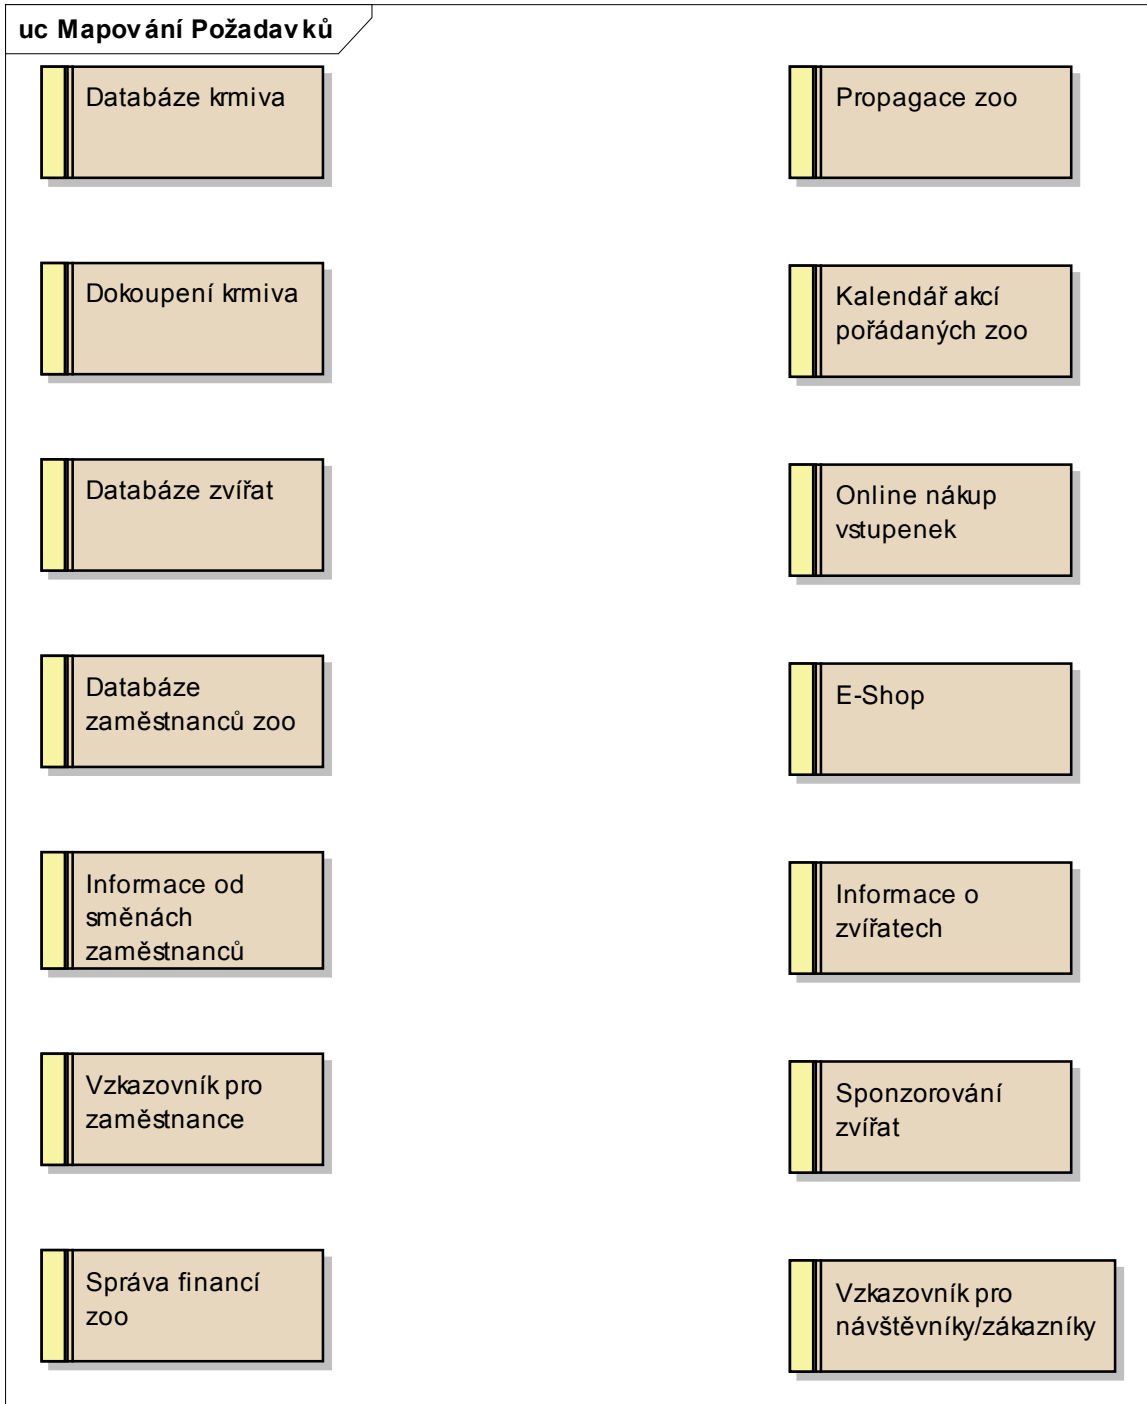 uc Mapování Požadavků
Databáze krmiva
Dokoupení krmiva
Databáze zvířat
Databáze
zaměstnanců zoo
Informace od
směnách
zaměstnanců
Vzkazovník pro
zaměstnance
Správa financí
zoo
Propagace zoo
Kalendář akcí
pořádaných zoo
Online nákup
vstupenek
E-Shop
Informace o
zvířatech
Sponzorování
zvířat
Vzkazovník pro
návštěvníky/zákazníky